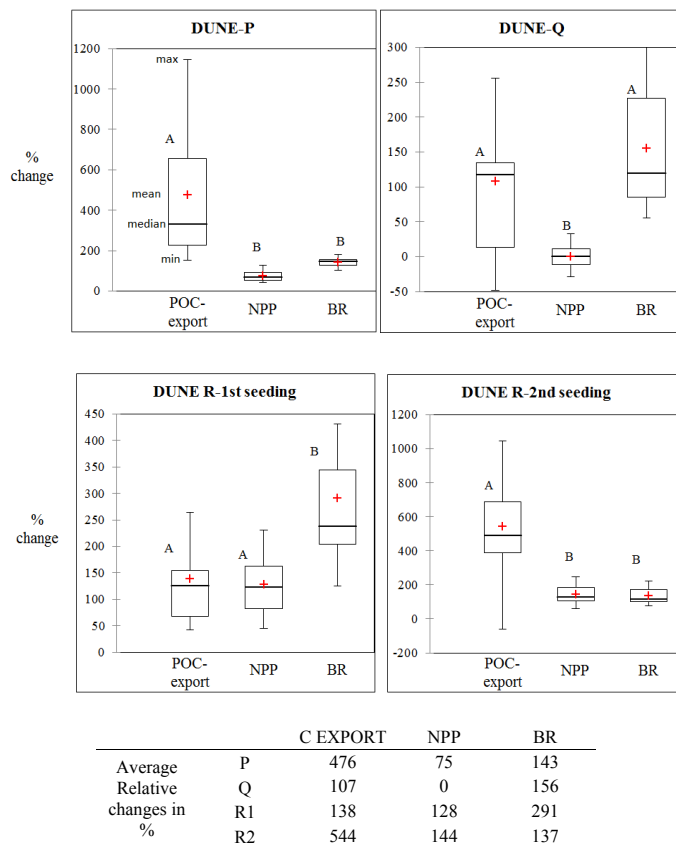 DUNE-P
1200
1000
800
600
400
200
0
% change
max
mean
median
min
A
B
B
POC-export
NPP
BR
DUNE-Q
300
250
200
150
100
50
0
-50
A
B
A
POC-export
NPP
BR
DUNE R-1st seeding
450
400
350
300
250
200
150
100
50
0
% change
A
A
B
POC-export
NPP
BR
DUNE R-2nd seeding
1200
1000
800
600
400
200
0
-200
A
B
B
POC-export
NPP
BR
C EXPORT NPP BR
Average Relative changes in %
P 476 75 143
Q 107 0 156
R1 138 128 291
R2 544 144 137